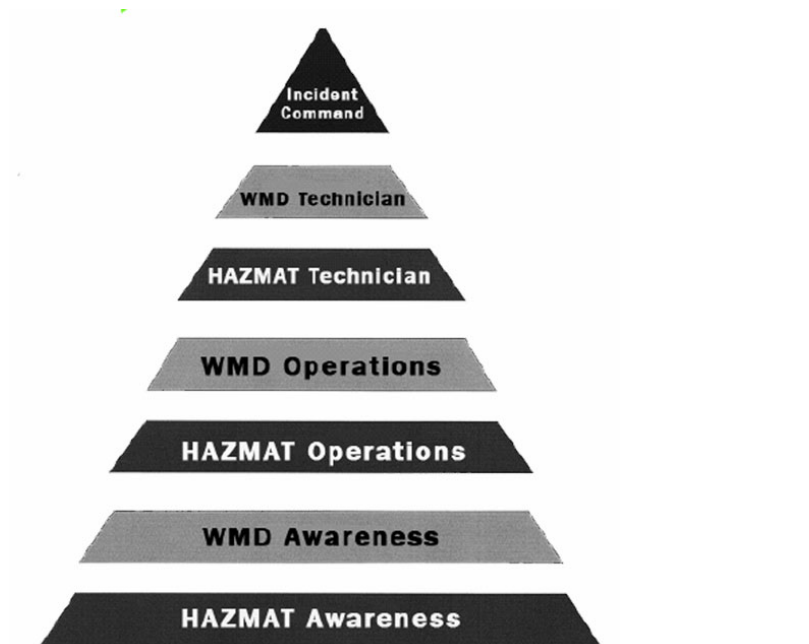 Incident
Command
WMD Technician
HAZMAT Technician
WMD Operations
HAZMAT Operations
WMD Awareness
HAZMAT Awareness